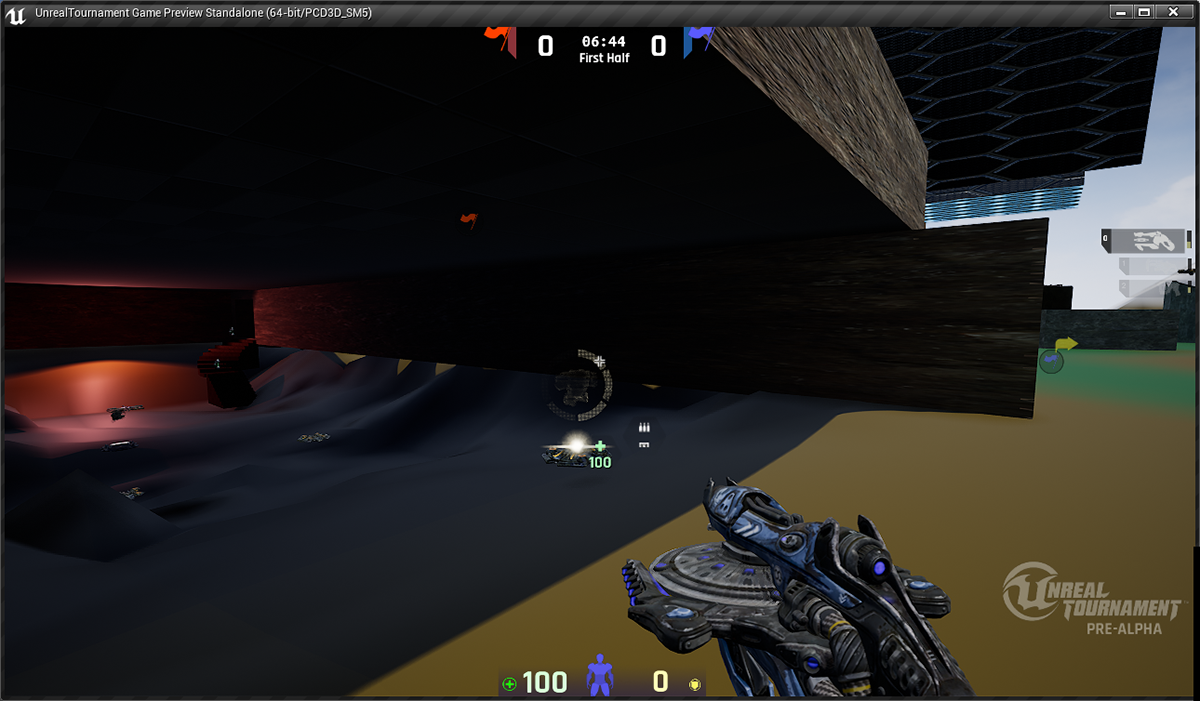 UnrealTournament Game Preview Standalone (64-bit/PCD3D_SM5)
0 06:44 0
First Half
100
UNREAL
TOURNAMENT
PRE-ALPHA
100 0